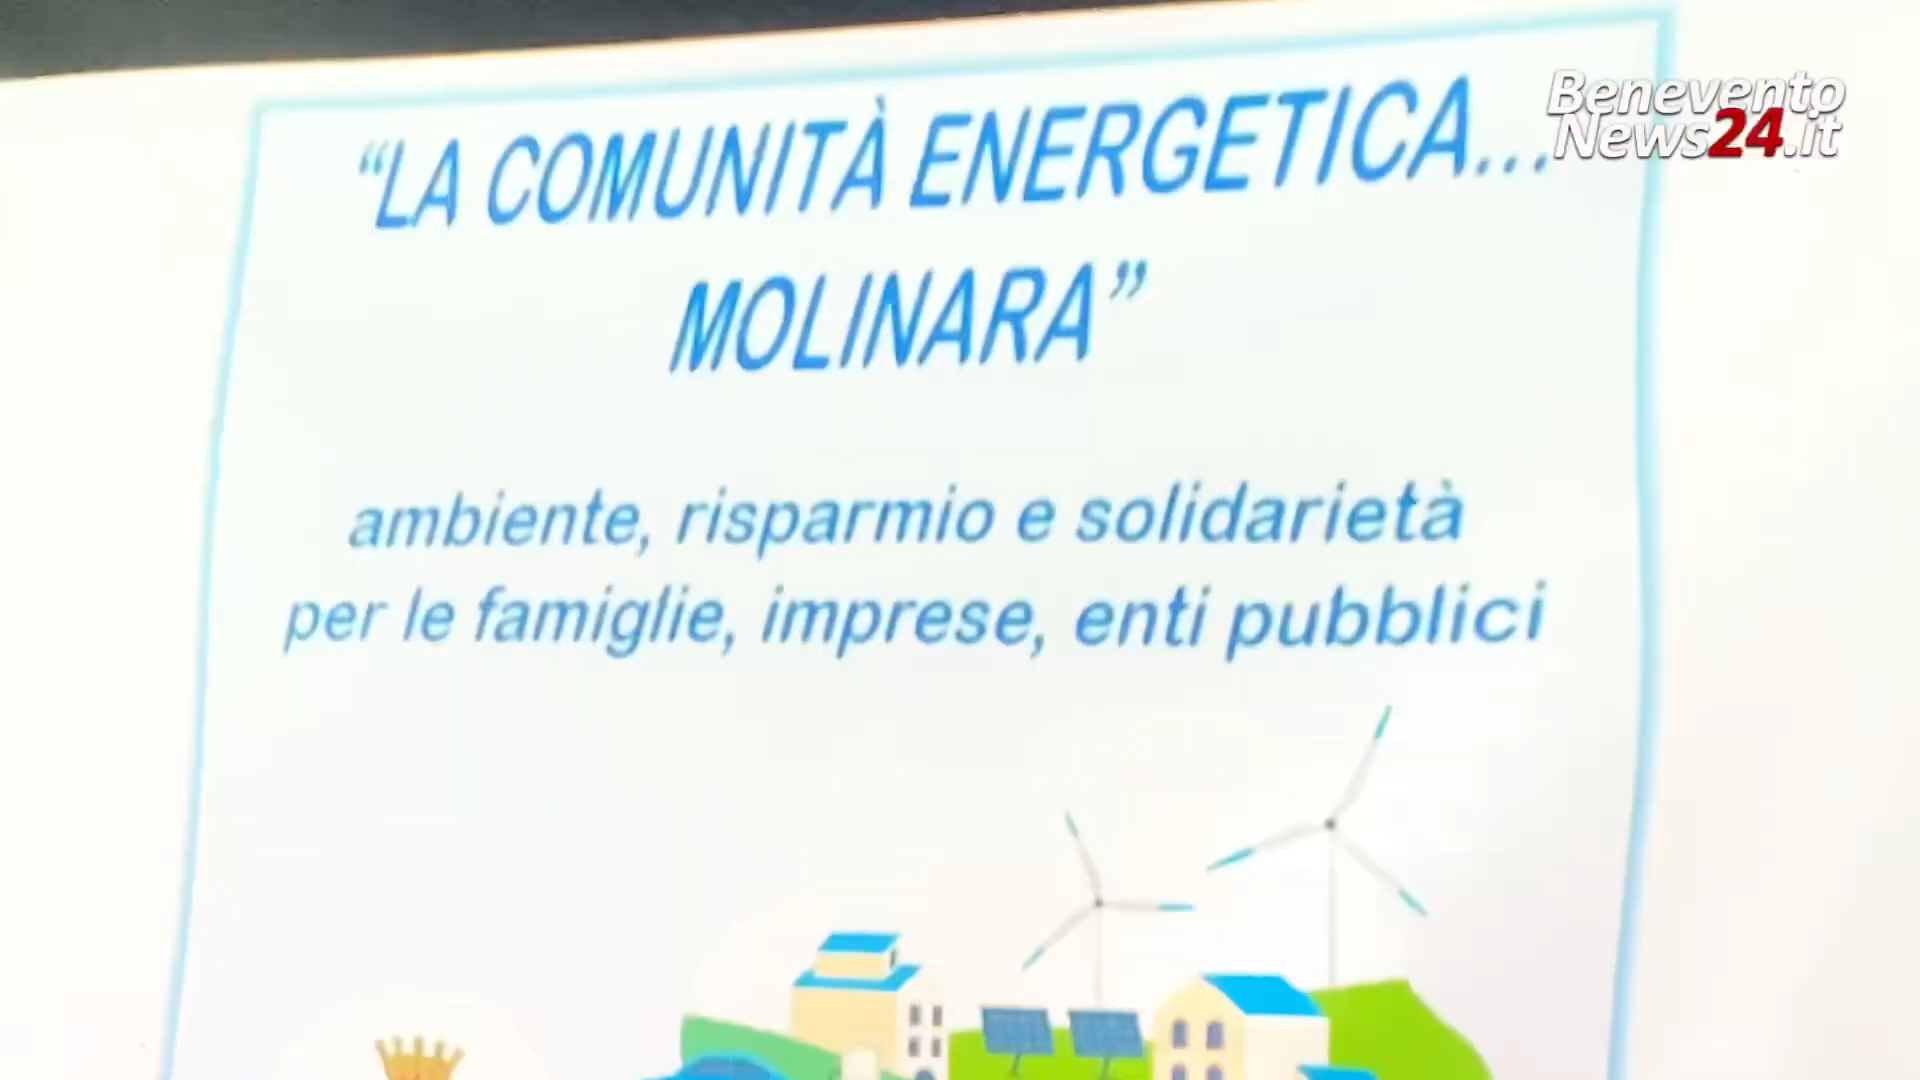 “LA COMUNITÀ ENERGETICA...
MOLINARA”
ambiente, risparmio e solidarietà
per le famiglie, imprese, enti pubblici
Benevento
News24.it